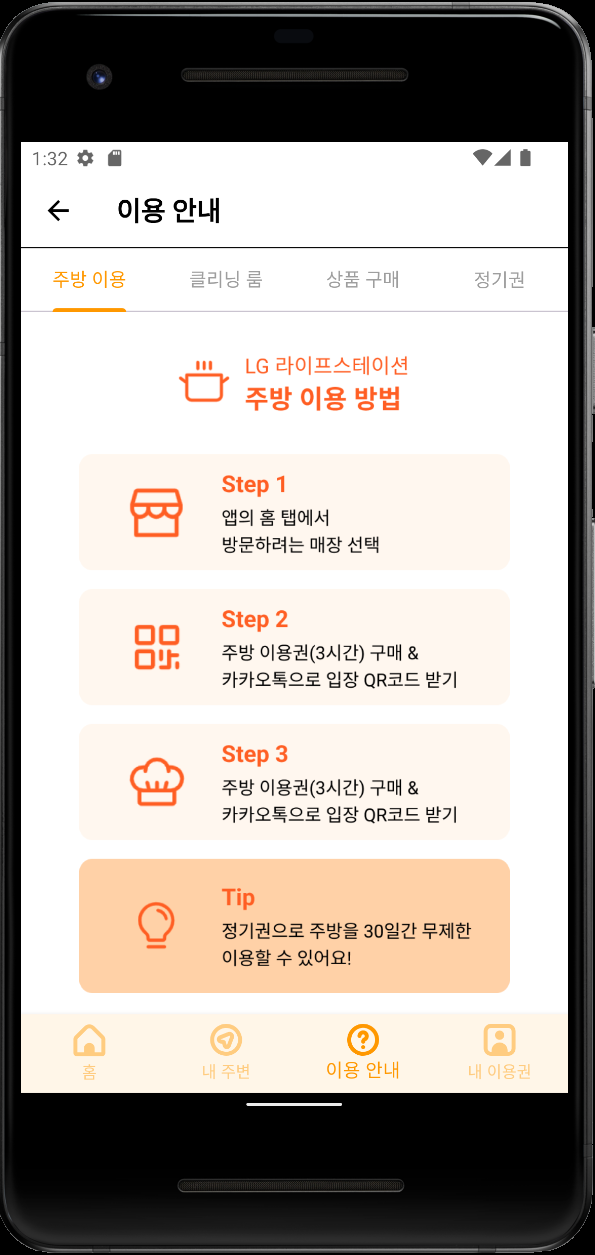 1:32
이용 안내
주방 이용 클리닝 룸 상품 구매 정기권
LG 라이프스테이션
주방 이용 방법
Step 1
앱의 홈 탭에서
방문하려는 매장 선택
Step 2
주방 이용권(3시간) 구매 &
카카오톡으로 입장 QR코드 받기
Step 3
주방 이용권(3시간) 구매 &
카카오톡으로 입장 QR코드 받기
Tip
정기권으로 주방을 30일간 무제한
이용할 수 있어요!
홈 내 주변 이용 안내 내 이용권